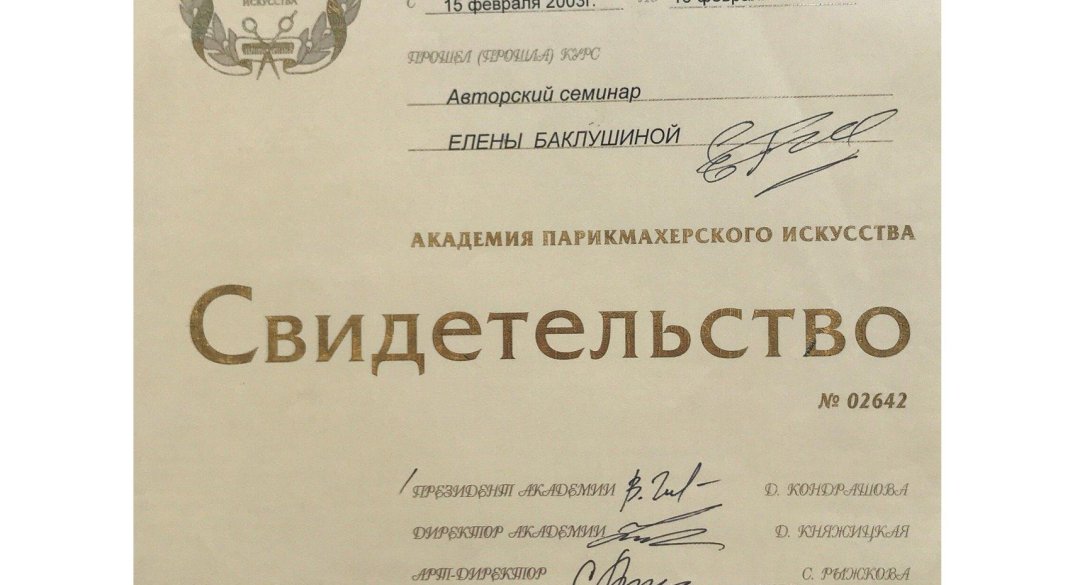 ИСКУССТВА
С 15 февраля 2003г.
ПРОШЕЛ (ПРОШЛА) КУРС
Авторский семинар
ЕЛЕНЫ БАКЛУШИНОЙ
АКАДЕМИЯ ПАРИКМАХЕРСКОГО ИСКУССТВА
Свидетельство
№ 02642
ПРЕЗИДЕНТ АКАДЕМИИ Д. КОНДРАШОВА
ДИРЕКТОР АКАДЕМИИ Д. КНЯЖИЦКАЯ
АРТ-ДИРЕКТОР С. РЫЖКОВА